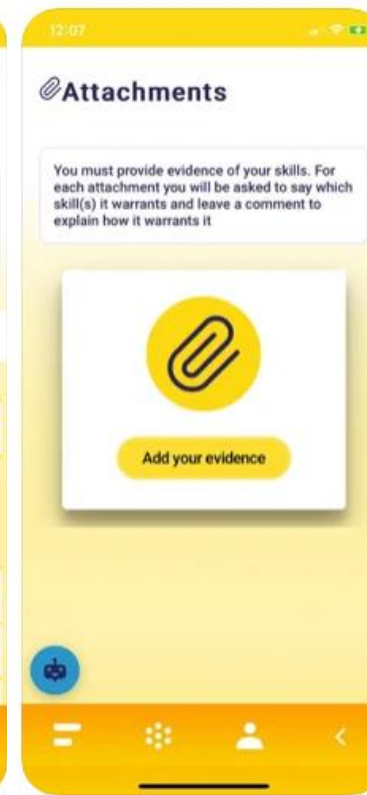 12:07
Attachments
You must provide evidence of your skills. For
each attachment you will be asked to say which
skill(s) it warrants and leave a comment to
explain how it warrants it
Add your evidence